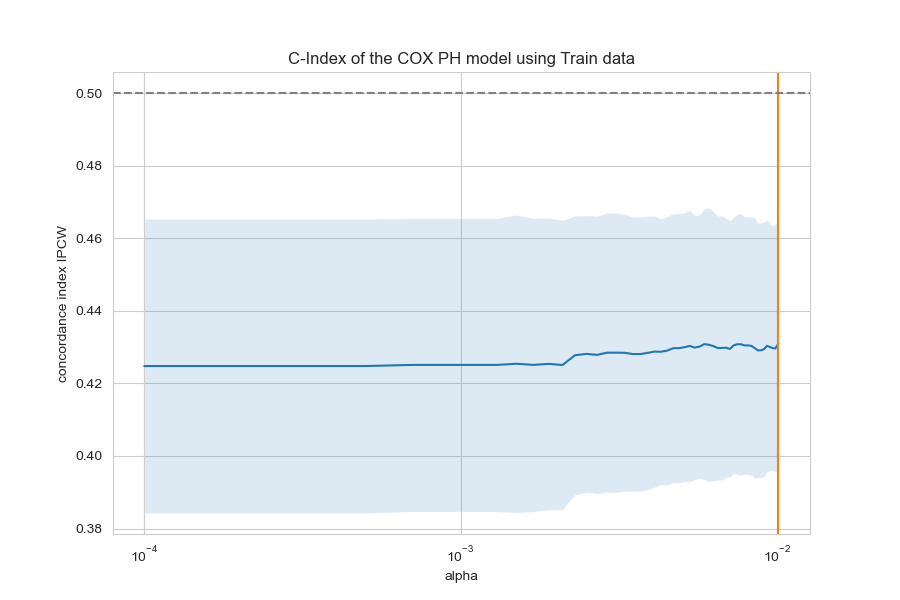 C-Index of the COX PH model using Train data
concordance index IPCW
0.50
0.48
0.46
0.44
0.42
0.40
0.38
10⁻⁴ 10⁻³ 10⁻²
alpha